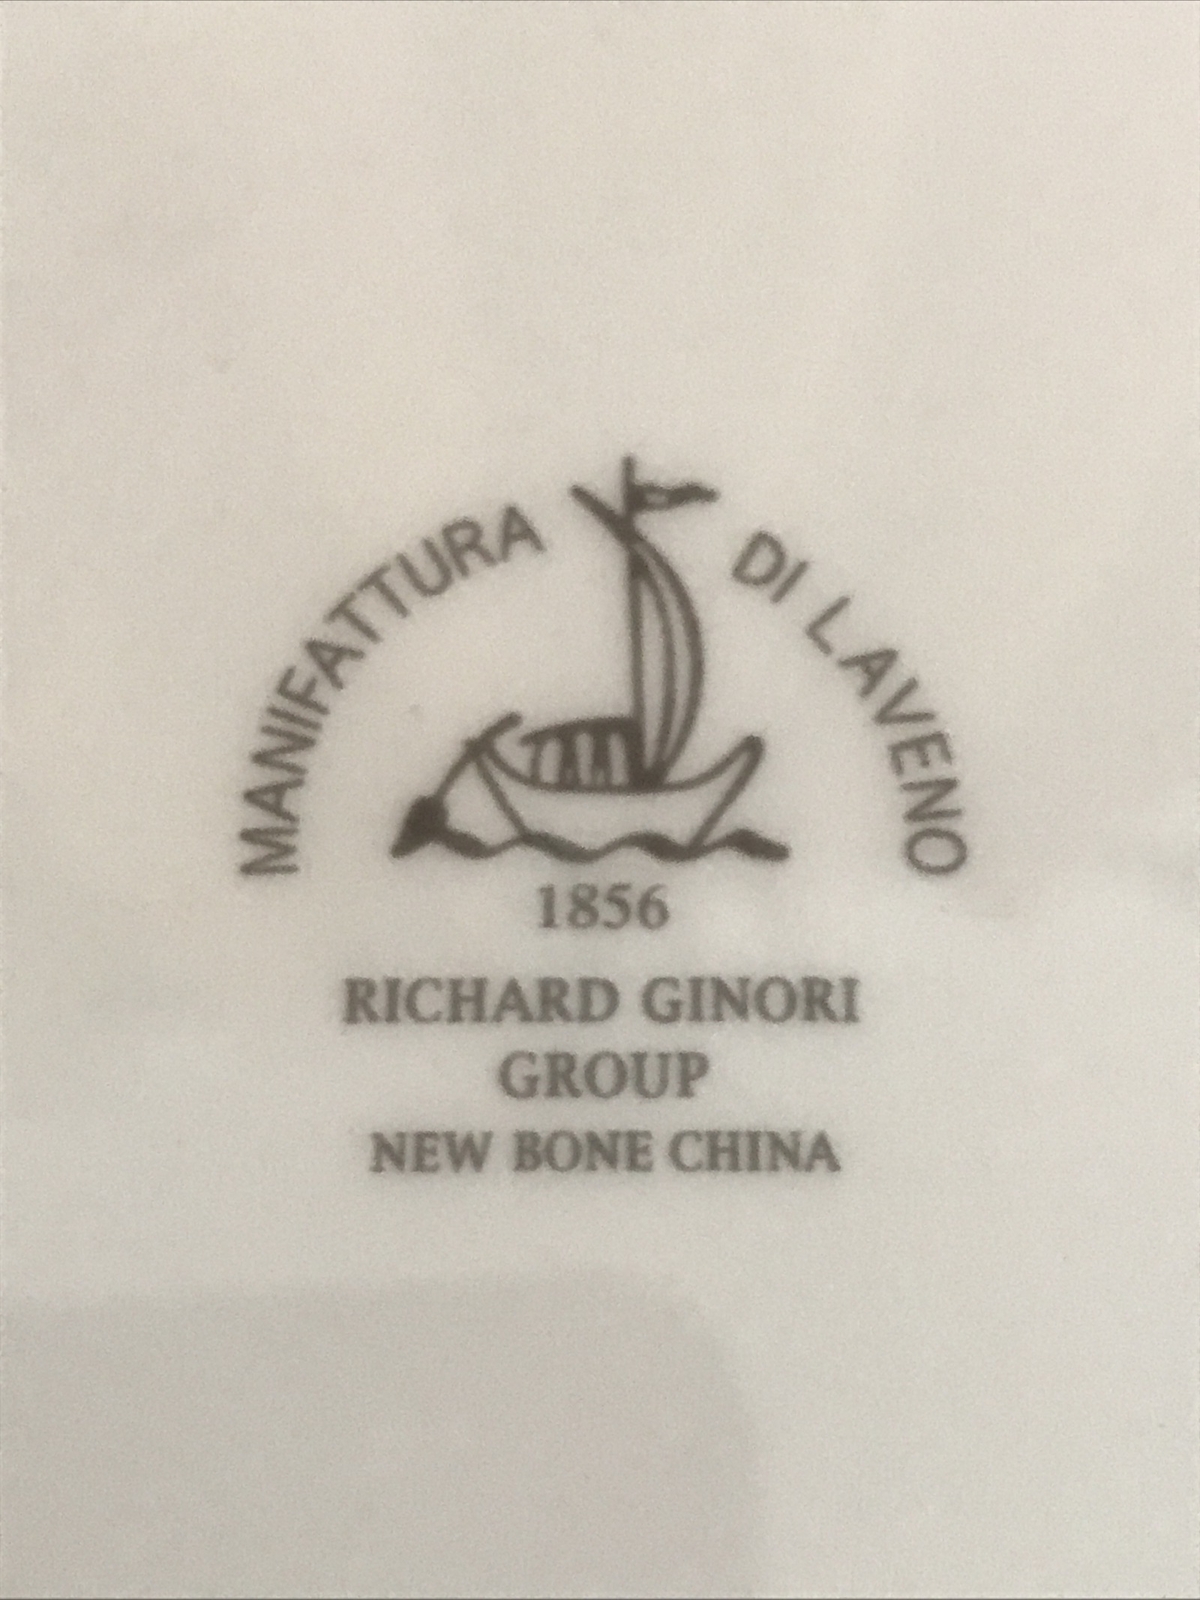 MANIFATTURA DI LAVENO
1856
RICHARD GINORI
GROUP
NEW BONE CHINA